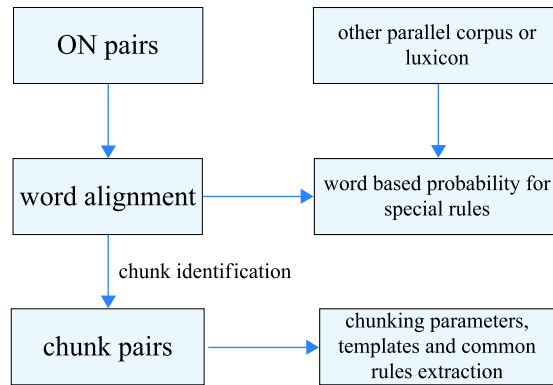 ON pairs
other parallel corpus or
luxicon
word alignment
word based probability for
special rules
chunk identification
chunk pairs
chunking parameters,
templates and common
rules extraction